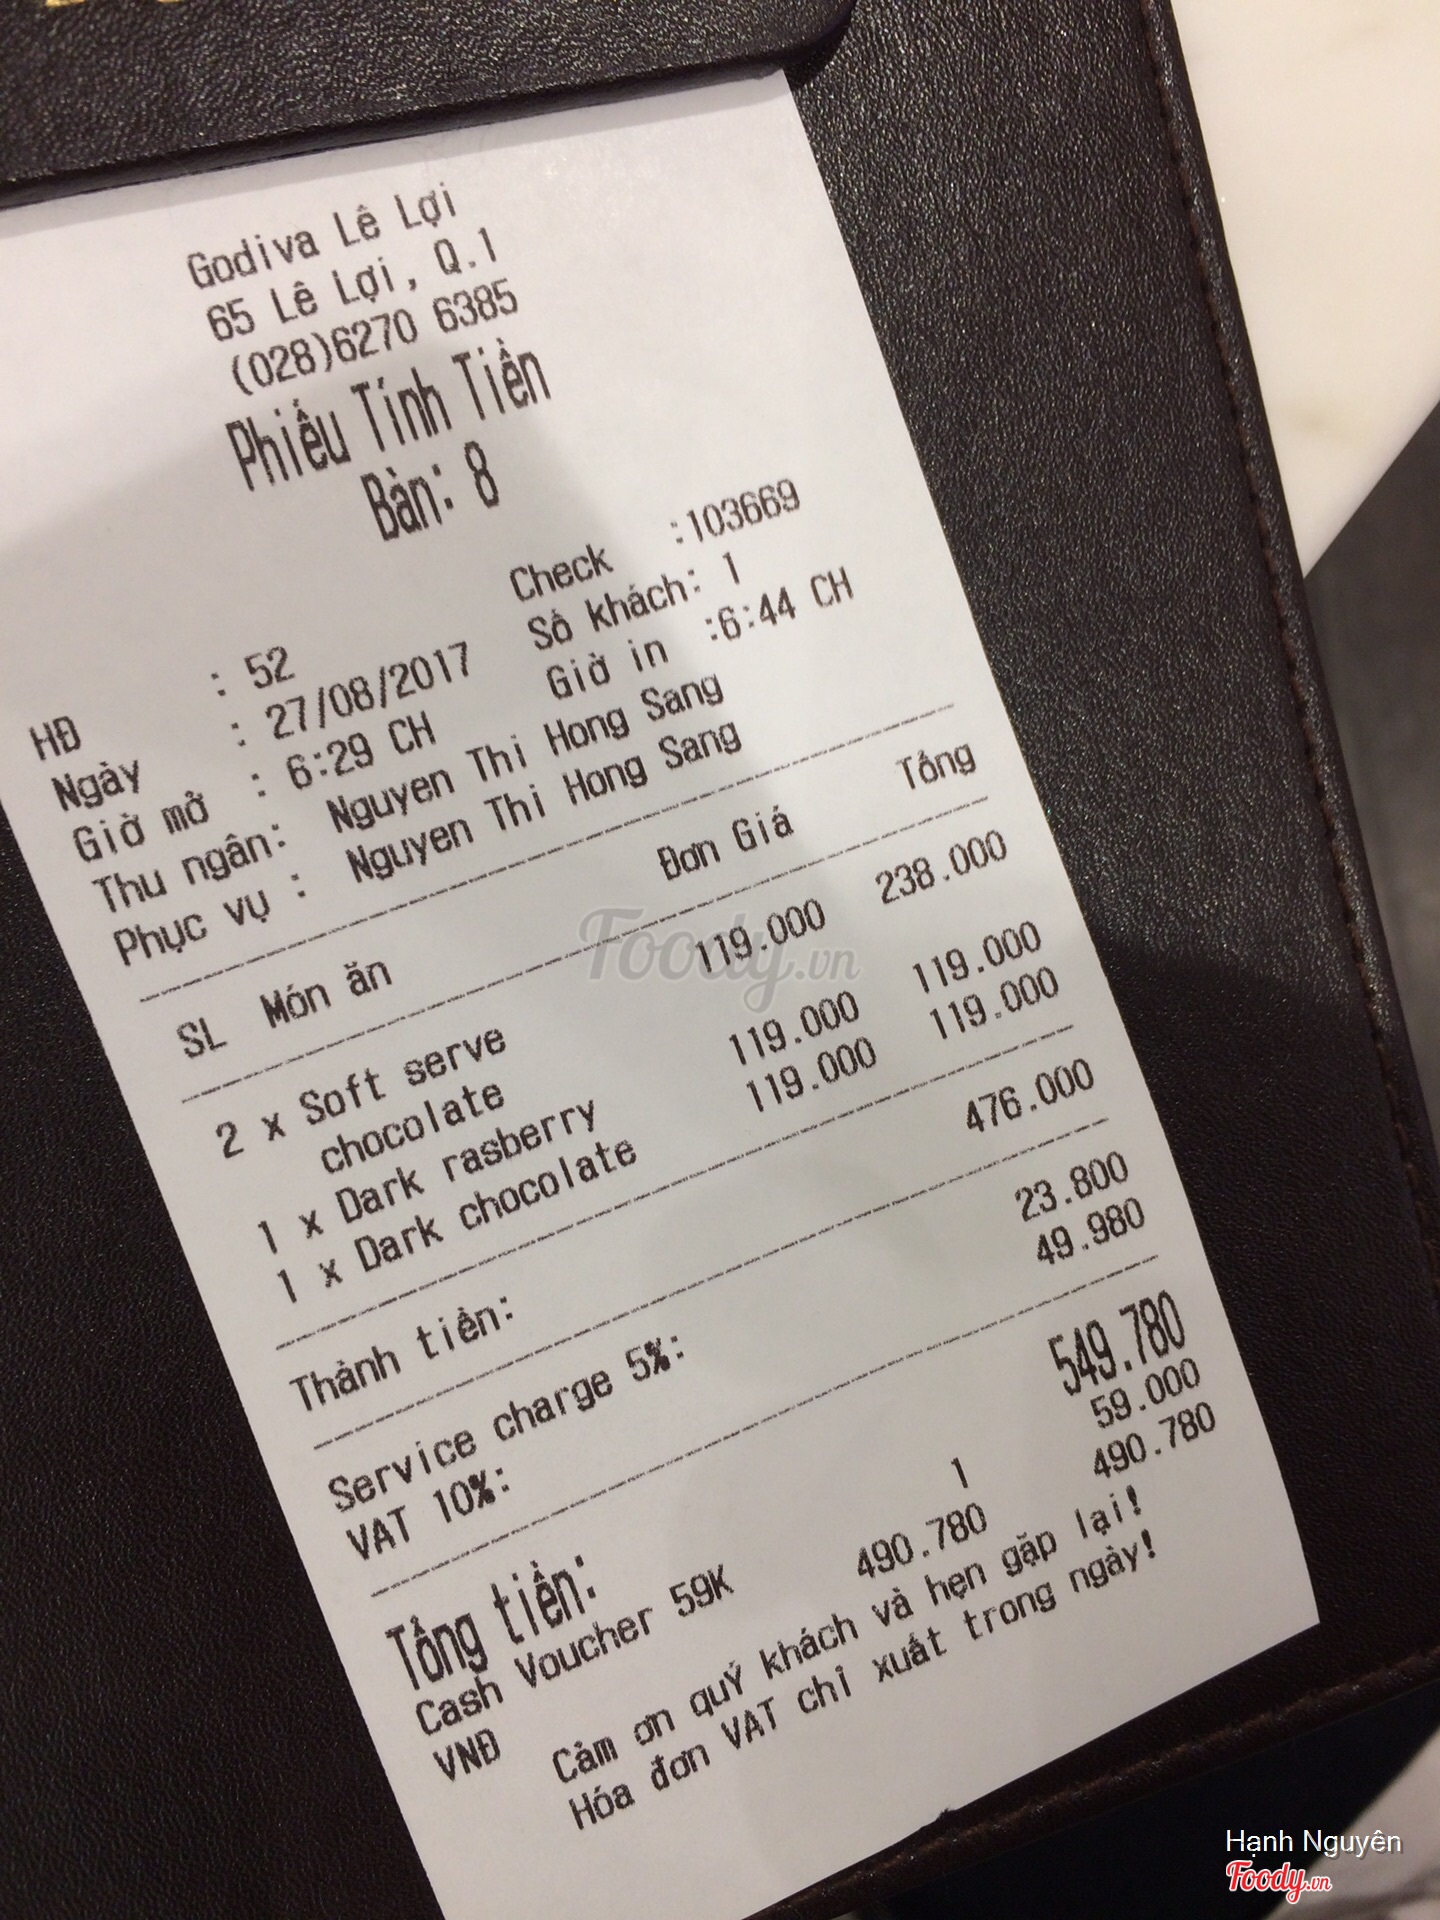 Godiva Lê Lợi
65 Lê Lợi, Q.1
(028)6270 6385
Phiếu Tính Tiền
Bàn: 8
Check :103669
HĐ : 52 Số khách: 1
Ngày : 27/08/2017 Giờ in :6:44 CH
Giờ mở : 6:29 CH
Thu ngân: Nguyen Thi Hong Sang
Phục vụ : Nguyen Thi Hong Sang
SL Món ăn Đơn Giá Tổng
2 x Soft serve 119.000 238.000
chocolate
1 x Dark rasberry 119.000 119.000
1 x Dark chocolate 119.000 119.000
Thành tiền: 476.000
Service charge 5%: 23.800
VAT 10%: 49.980
Tổng tiền: 549.780
Cash Voucher 59K 1 59.000
VNĐ 490.780 490.780
Cảm ơn quÝ khách và hẹn gặp lại!
Hóa đơn VAT chỉ xuất trong ngày!
Foody.vn
Hạnh Nguyên
Foody.vn